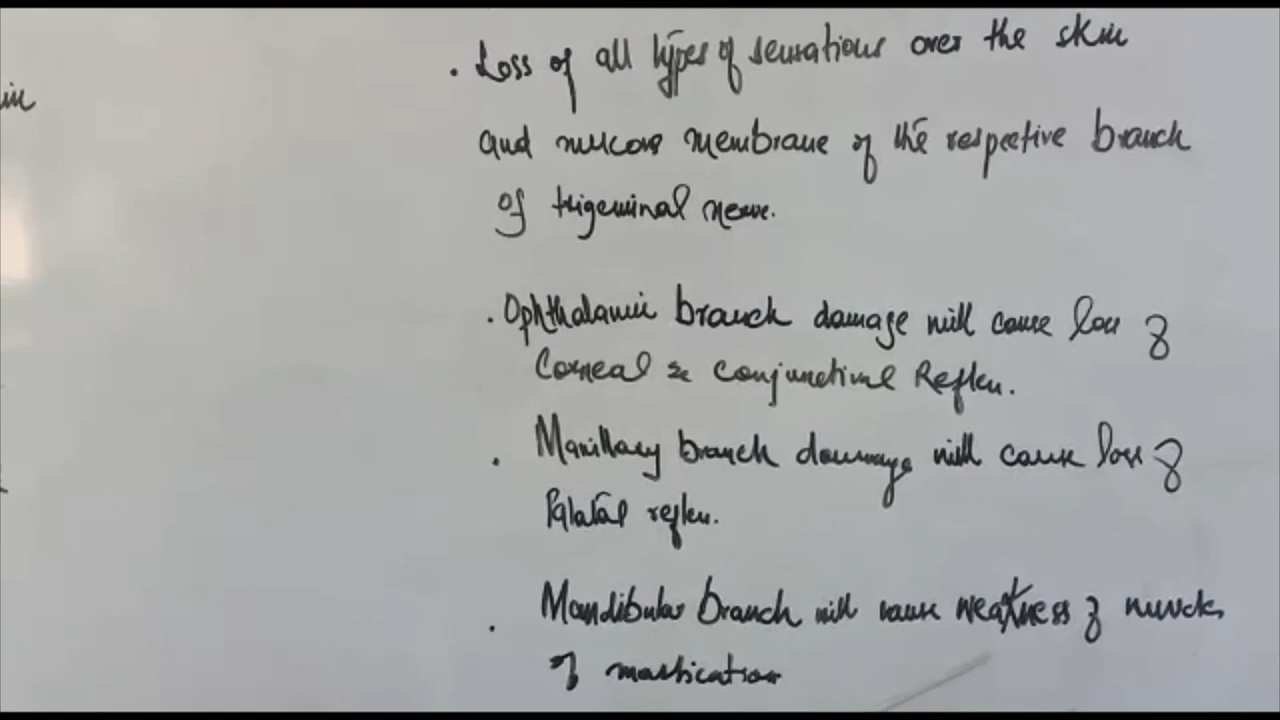 in
. Loss of all types of sensations over the skin
and mucous membrane of the respective branch
of trigeminal nerve.
. Ophthalamic branch damage will cause loss of
Corneal & conjunctival Reflex.
. Maxillary branch damage will cause loss of
Palatal reflex.
. Mandibular branch will cause weakness of muscles
of mastication